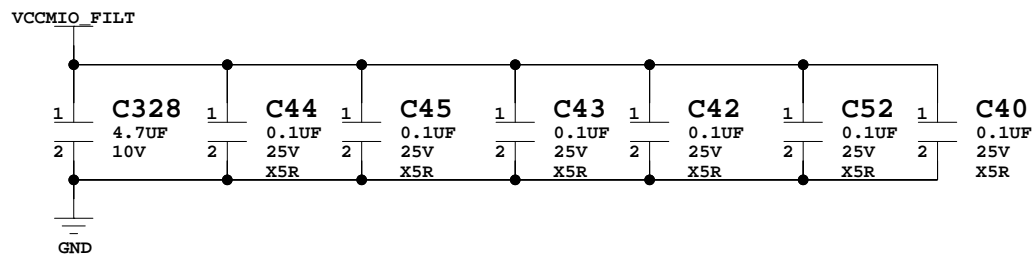 VCCMIO_FILT
1 C328 1 C44 1 C45 1 C43 1 C42 1 C52 1 C40
4.7UF 0.1UF 0.1UF 0.1UF 0.1UF 0.1UF 0.1UF
2 10V 2 25V 2 25V 2 25V 2 25V 2 25V 2 25V
X5R X5R X5R X5R X5R X5R
GND